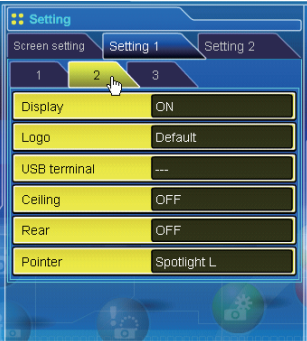 Setting
Screen setting Setting 1 Setting 2
1 2 3
Display ON
Logo Default
USB terminal ---
Ceiling OFF
Rear OFF
Pointer Spotlight L